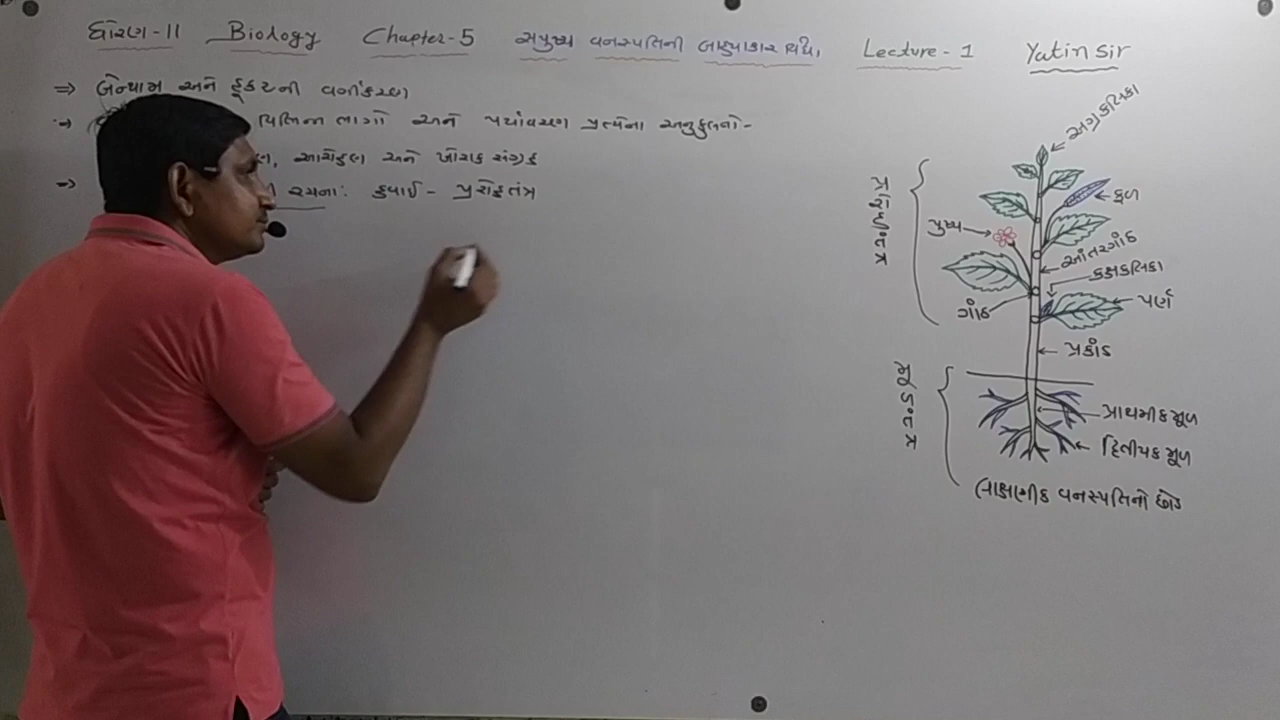 ધોરણ-11 Biology Chapter-5 સપુષ્પ વનસ્પતિની બાહ્યાકાર વિદ્યા Lecture-1 Yatin Sir
⇒ બેન્થામ અને હૂકરની વર્ગીકરણ
વિભિન્ન ભાગો અને પર્યાવરણ પ્રત્યેના અનુકુલનો-
આરોહણ અને ખોરાક સંગ્રહ
રચના: હવાઈ- પ્રરોહતંત્ર
અગ્રકલિકા
ફળ
પુષ્પ
આંતરગાંઠ
કક્ષકલિકા
પર્ણ
ગાંઠ
પ્રકાંડ
પ્રરોહતંત્ર
મૂળતંત્ર
પ્રાથમીક મૂળ
દ્વિતીયક મૂળ
લાક્ષણીક વનસ્પતિનો છોડ